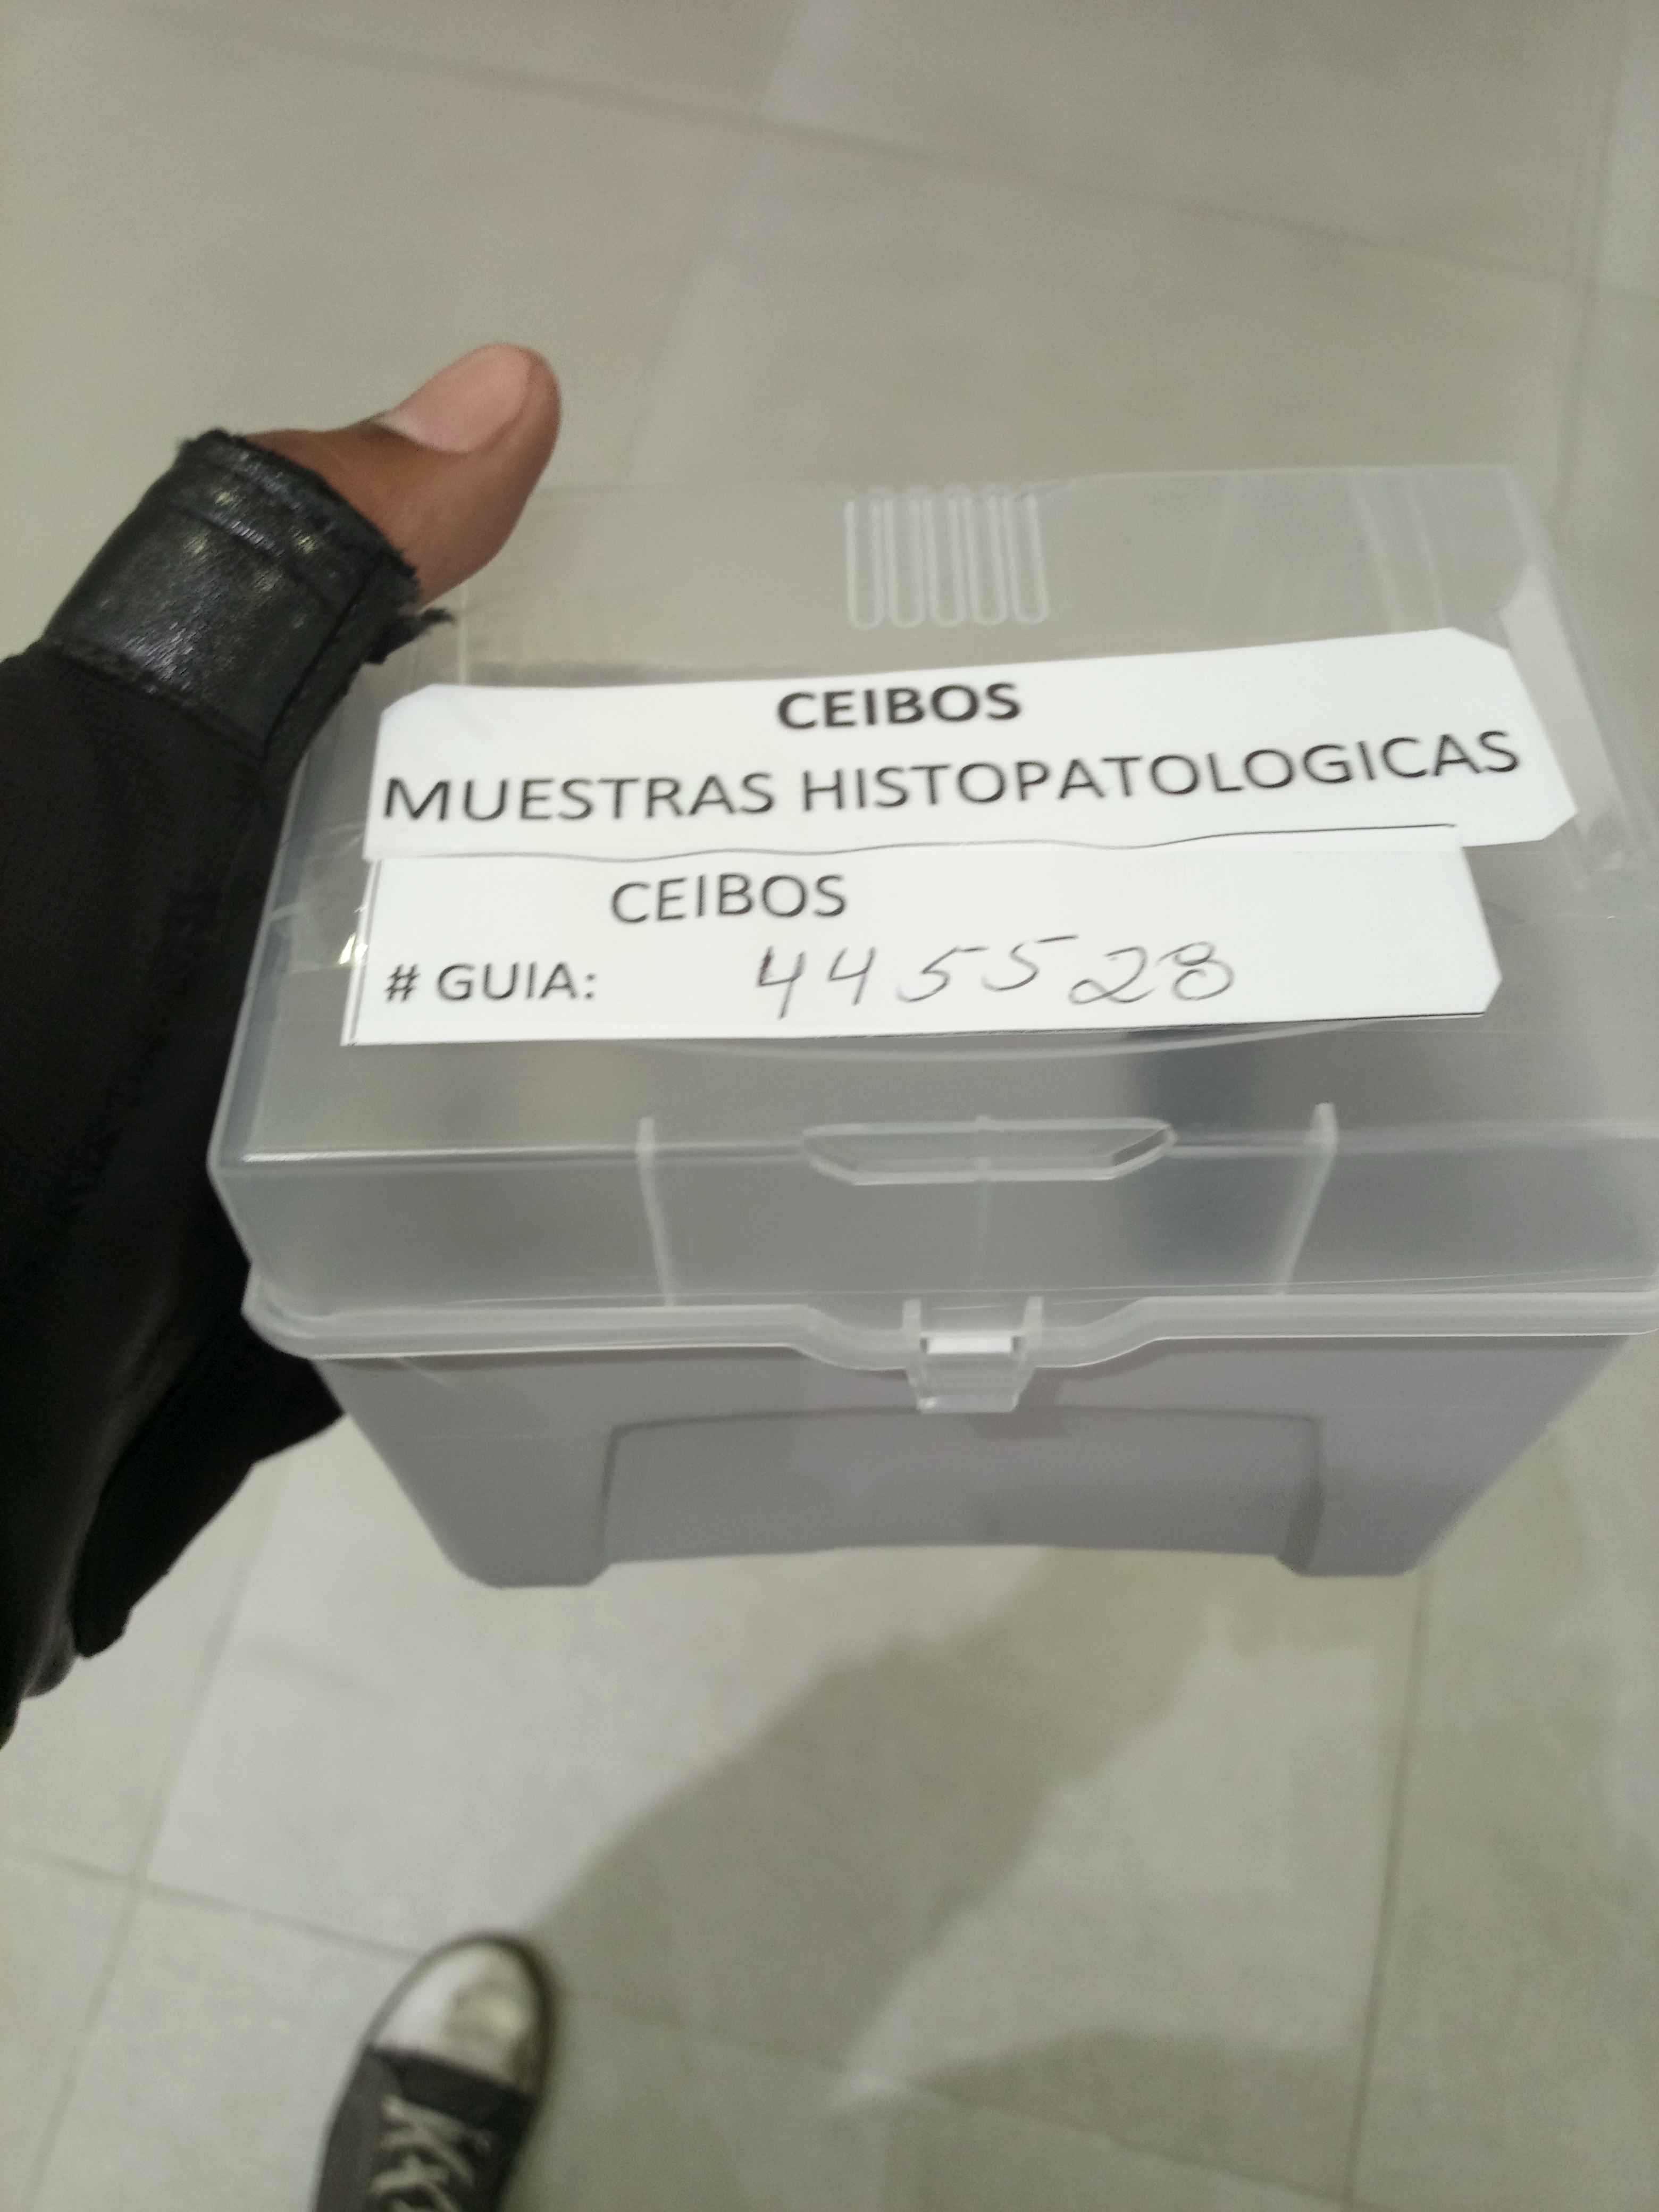 CEIBOS
MUESTRAS HISTOPATOLOGICAS
CEIBOS
# GUIA: 445528